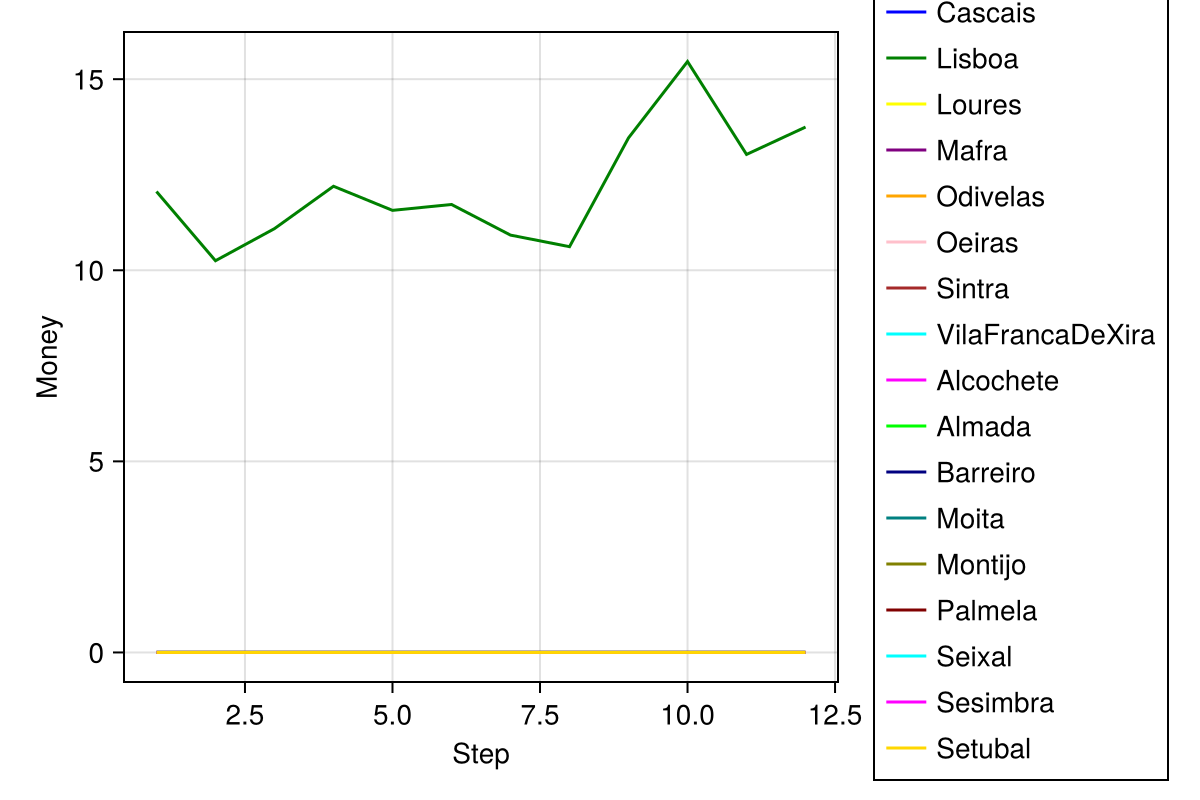 15
10
5
0
Money
2.5
5.0
7.5
10.0
12.5
Step
Cascais
Lisboa
Loures
Mafra
Odivelas
Oeiras
Sintra
VilaFrancaDeXira
Alcochete
Almada
Barreiro
Moita
Montijo
Palmela
Seixal
Sesimbra
Setubal